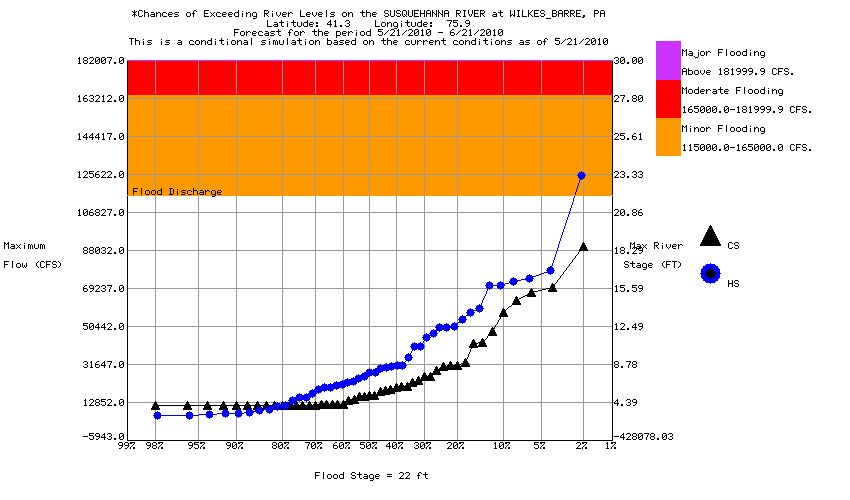 *Chances of Exceeding River Levels on the SUSQUEHANNA RIVER at WILKES_BARRE, PA
Latitude: 41.3 Longitude: 75.9
Forecast for the period 5/21/2010 - 6/21/2010
This is a conditional simulation based on the current conditions as of 5/21/2010
182007.0
163212.0
144417.0
125622.0
106827.0
88032.0
69237.0
50442.0
31647.0
12852.0
-5943.0
Maximum
Flow (CFS)
Flood Discharge
30.00
27.80
25.61
23.33
20.86
18.29
15.59
12.49
8.78
4.39
-428078.03
Max River
Stage (FT)
99% 98% 95% 90% 80% 70% 60% 50% 40% 30% 20% 10% 5% 2% 1%
Flood Stage = 22 ft
Major Flooding
Above 181999.9 CFS.
Moderate Flooding
165000.0-181999.9 CFS.
Minor Flooding
115000.0-165000.0 CFS.
CS
HS